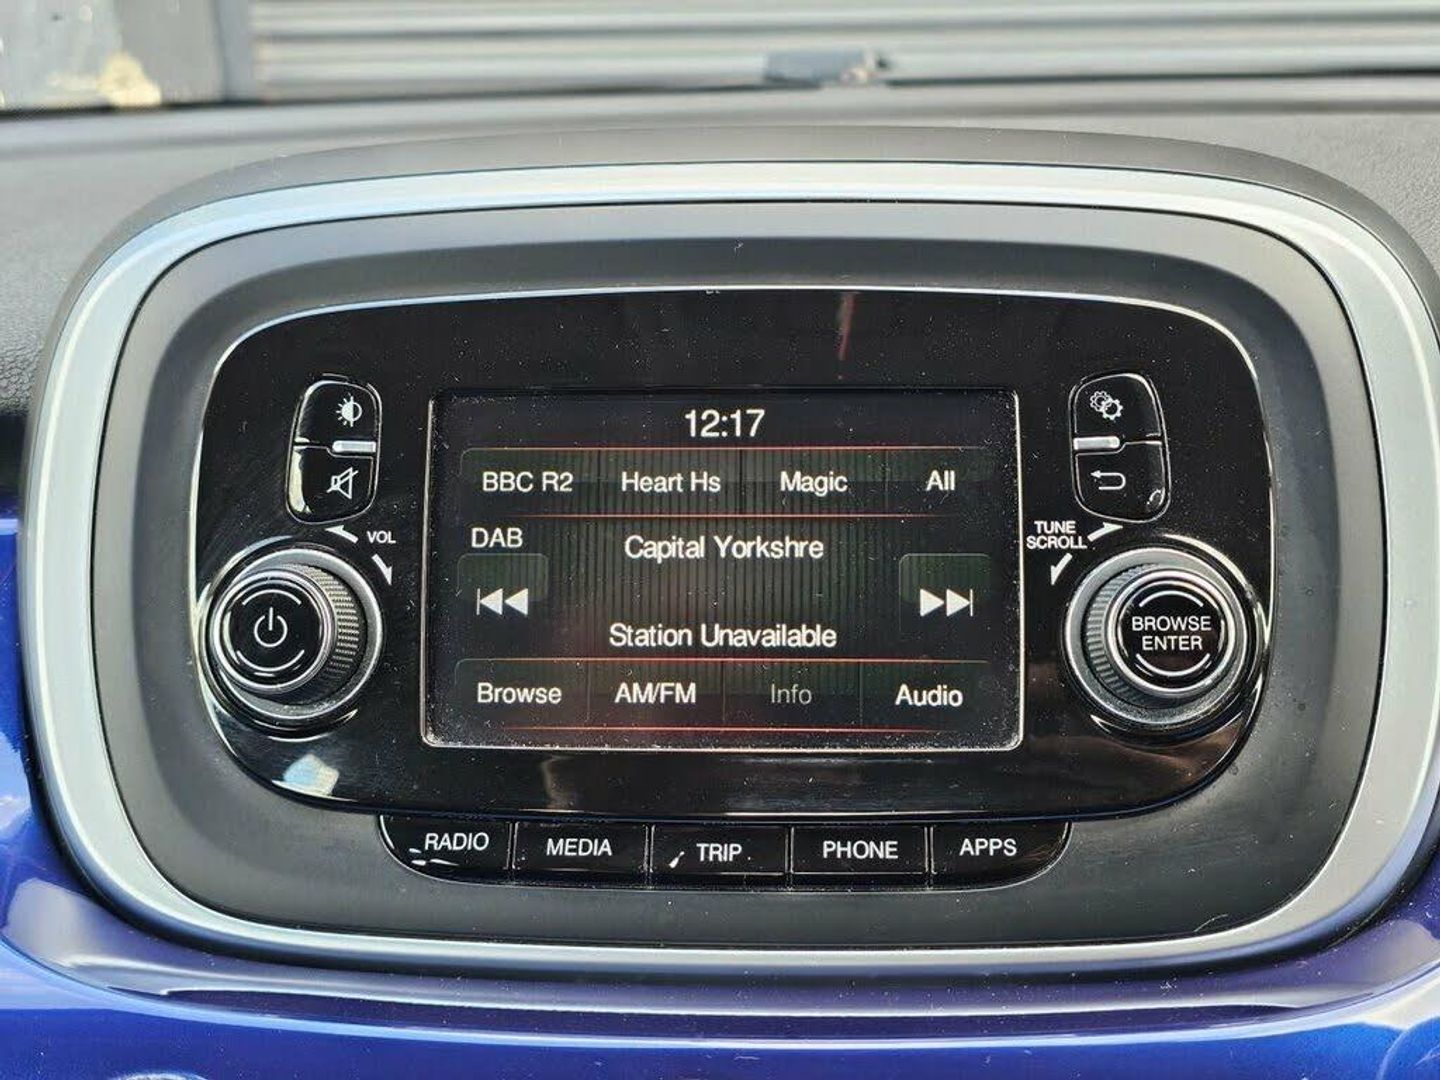 12:17
BBC R2 Heart Hs Magic All
DAB
Capital Yorkshre
Station Unavailable
Browse AM/FM Info Audio
VOL
TUNE
SCROLL
BROWSE
ENTER
RADIO MEDIA TRIP PHONE APPS